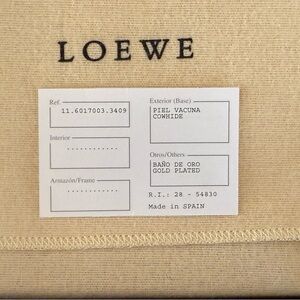 LOEWE
Ref.
11.6017003.3409
Interior
............
Armazón/Frame
............
Exterior (Base)
PIEL VACUNA
COWHIDE
Otros/Others
BAÑO DE ORO
GOLD PLATED
R.I.: 28 - 54830
Made in SPAIN